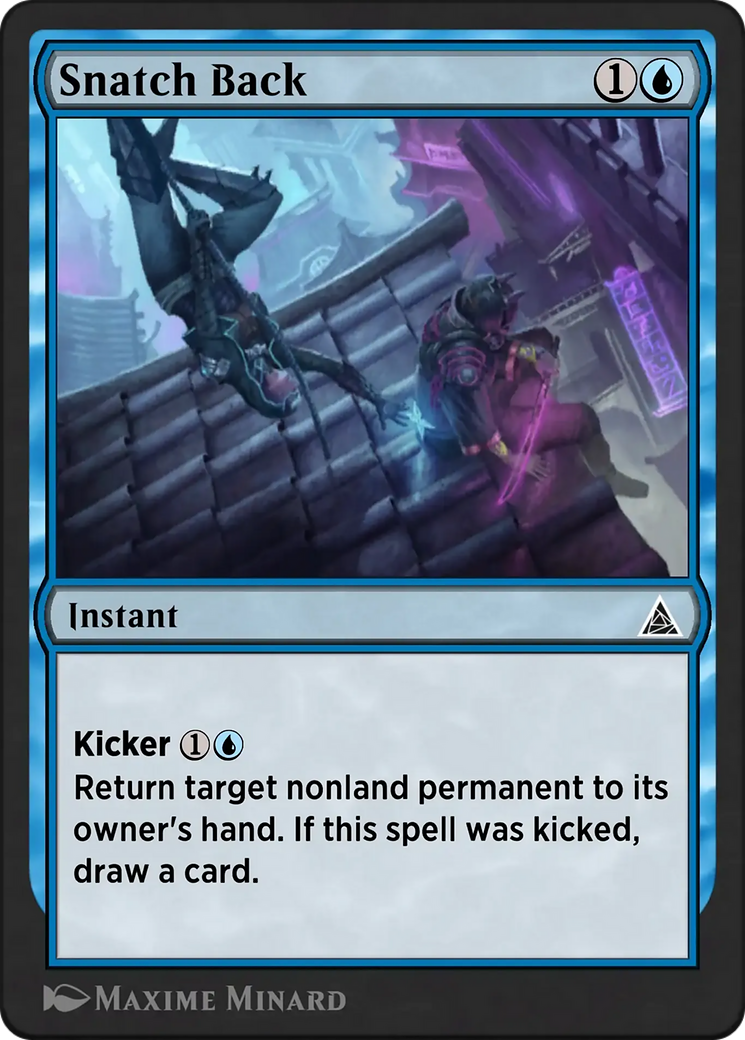 Snatch Back 1
Instant
Kicker 1
Return target nonland permanent to its
owner's hand. If this spell was kicked,
draw a card.
MAXIME MINARD